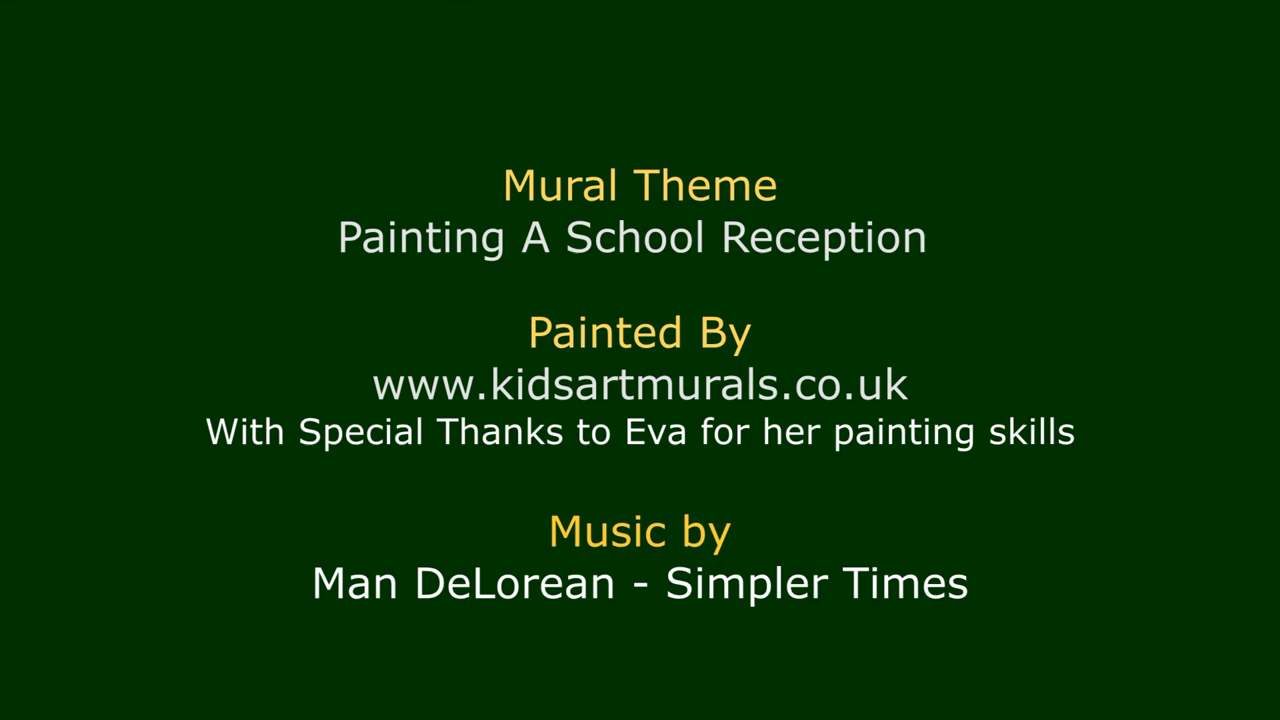 Mural Theme
Painting A School Reception
Painted By
www.kidsartmurals.co.uk
With Special Thanks to Eva for her painting skills
Music by
Man DeLorean - Simpler Times